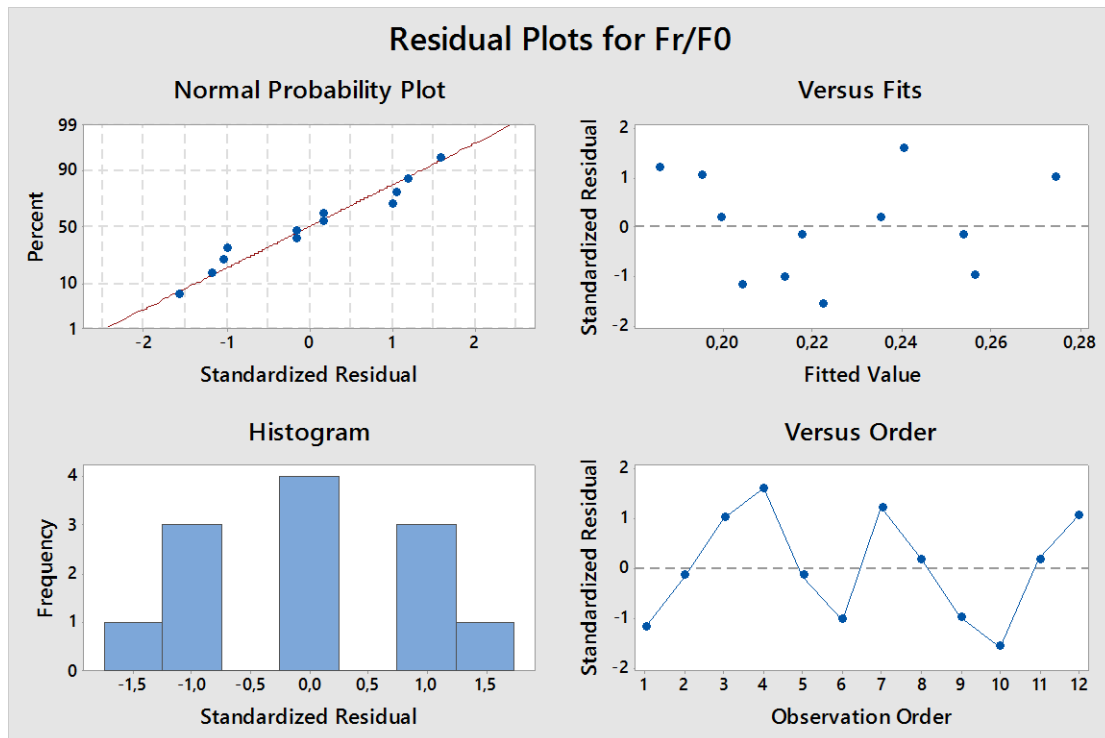 Residual Plots for Fr/F0
Normal Probability Plot
99
90
50
10
1
Percent
-2 -1 0 1 2
Standardized Residual
Versus Fits
2
1
0
-1
-2
Standardized Residual
0,20 0,22 0,24 0,26 0,28
Fitted Value
Histogram
4
3
2
1
0
Frequency
-1,5 -1,0 -0,5 0,0 0,5 1,0 1,5
Standardized Residual
Versus Order
2
1
0
-1
-2
Standardized Residual
1 2 3 4 5 6 7 8 9 10 11 12
Observation Order